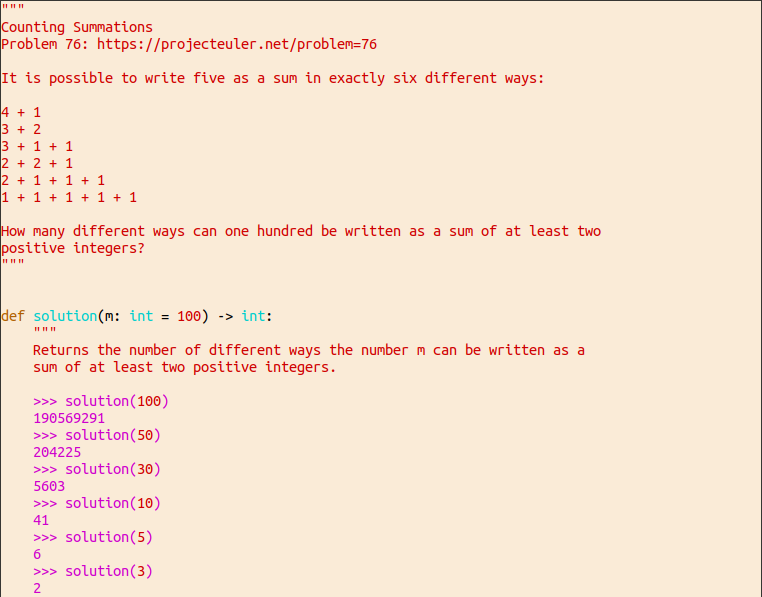 """
Counting Summations
Problem 76: https://projecteuler.net/problem=76
It is possible to write five as a sum in exactly six different ways:
4 + 1
3 + 2
3 + 1 + 1
2 + 2 + 1
2 + 1 + 1 + 1
1 + 1 + 1 + 1 + 1
How many different ways can one hundred be written as a sum of at least two
positive integers?
"""
def solution(m: int = 100) -> int:
    """
    Returns the number of different ways the number m can be written as a
    sum of at least two positive integers.
    >>> solution(100)
    190569291
    >>> solution(50)
    204225
    >>> solution(30)
    5603
    >>> solution(10)
    41
    >>> solution(5)
    6
    >>> solution(3)
    2